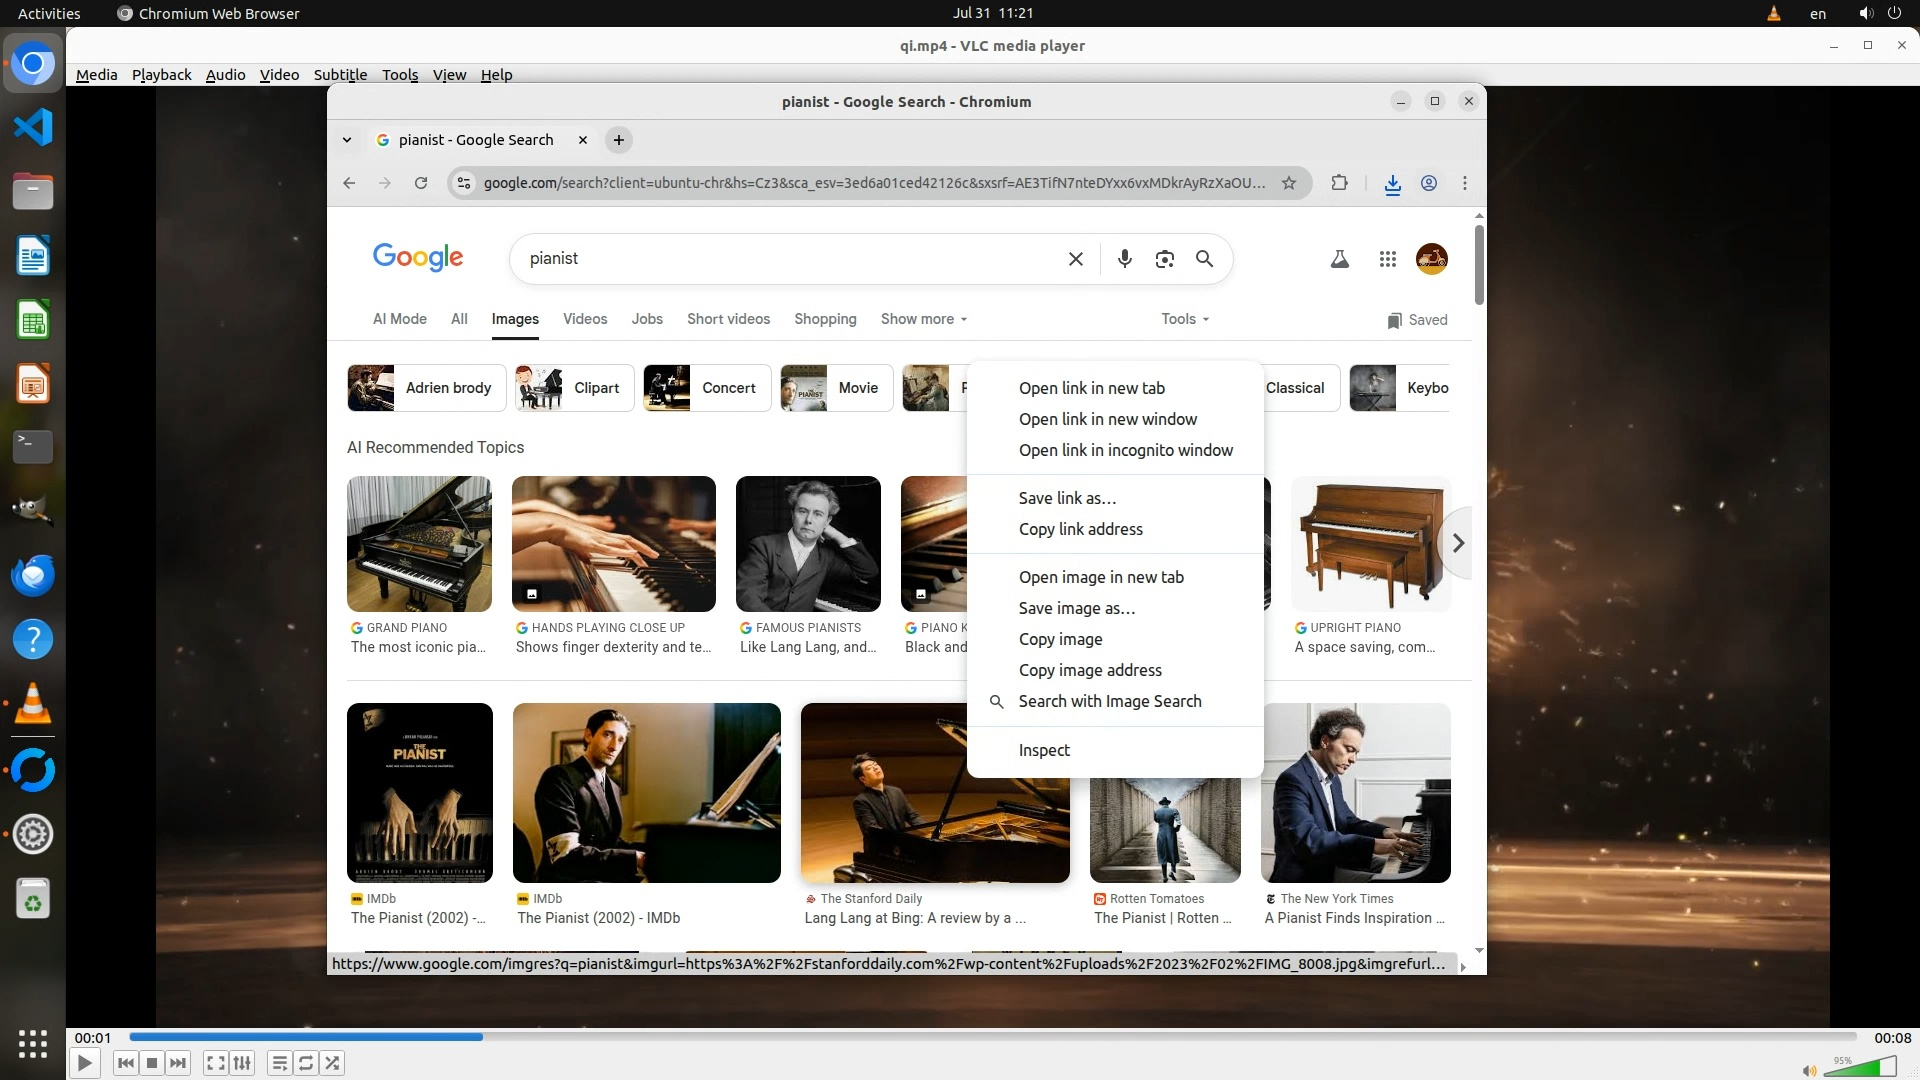 Activities
Chromium Web Browser
Jul 31 11:21
en
qi.mp4 - VLC media player
Media Playback Audio Video Subtitle Tools View Help
pianist - Google Search - Chromium
pianist - Google Search
google.com/search?client=ubuntu-chr&hs=Cz3&sca_esv=3ed6a01ced42126c&sxsrf=AE3TifN7nteDYxx6vxMDkrAyRzXaOU...
Google
pianist
AI Mode All Images Videos Jobs Short videos Shopping Show more Tools Saved
Adrien brody Clipart Concert Movie Classical Keybo
AI Recommended Topics
GRAND PIANO
The most iconic pia...
HANDS PLAYING CLOSE UP
Shows finger dexterity and te...
FAMOUS PIANISTS
Like Lang Lang, and...
PIANO K
Black and
UPRIGHT PIANO
A space saving, com...
Open link in new tab
Open link in new window
Open link in incognito window
Save link as...
Copy link address
Open image in new tab
Save image as...
Copy image
Copy image address
Search with Image Search
Inspect
THE
PIANIST
IMDb
The Pianist (2002) -...
IMDb
The Pianist (2002) - IMDb
The Stanford Daily
Lang Lang at Bing: A review by a ...
Rotten Tomatoes
The Pianist | Rotten ...
The New York Times
A Pianist Finds Inspiration ...
https://www.google.com/imgres?q=pianist&imgurl=https%3A%2F%2Fstanforddaily.com%2Fwp-content%2Fuploads%2F2023%2F02%2FIMG_8008.jpg&imgrefurl...
00:01
00:08
95%